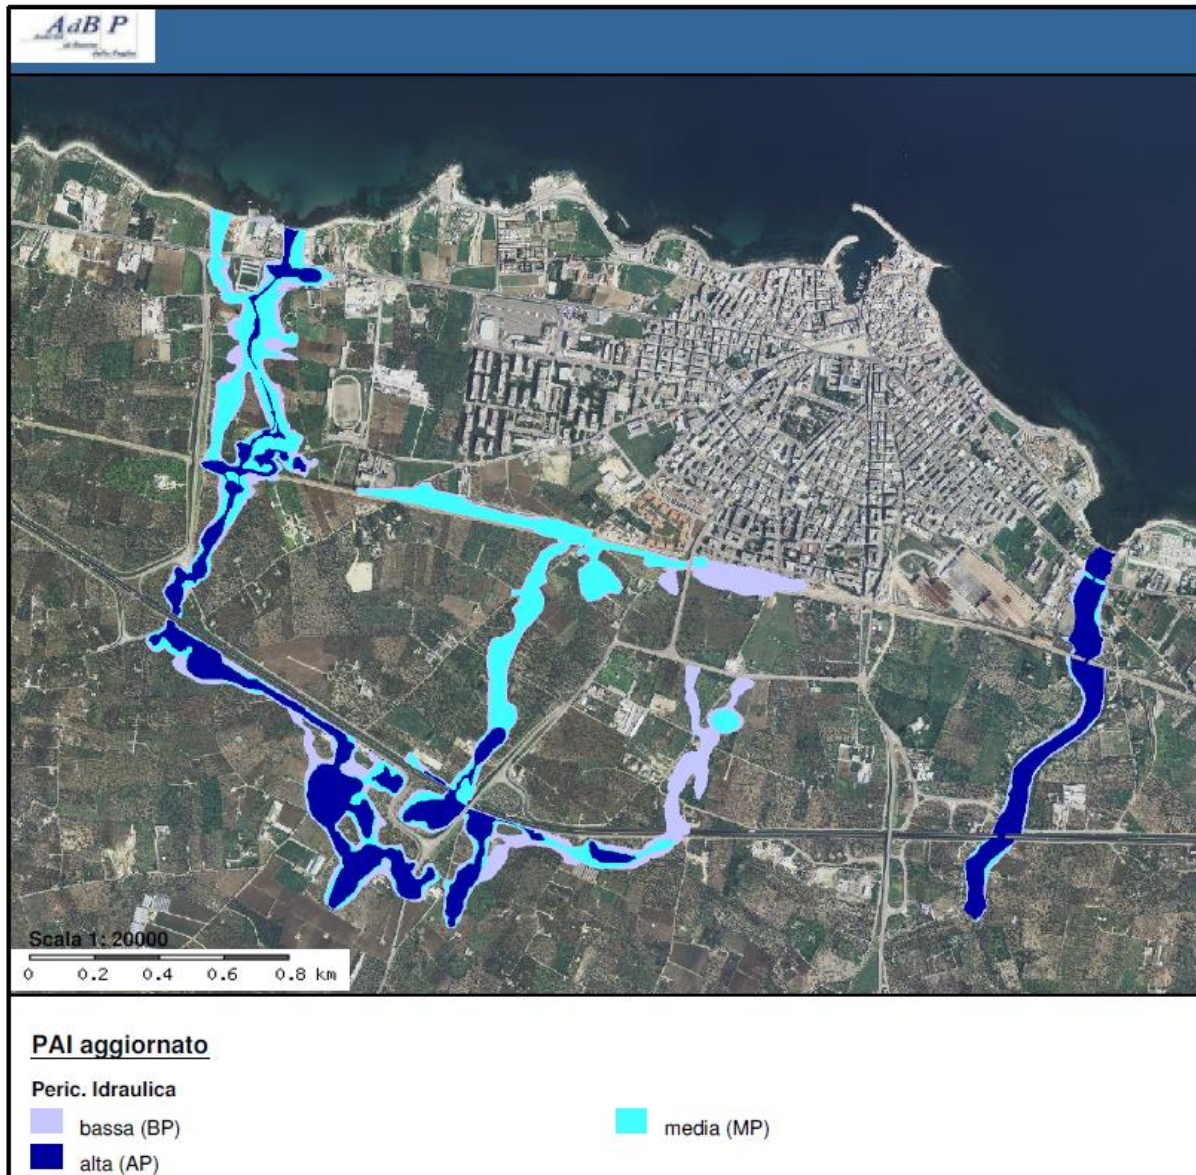 AdB P
Scala 1: 20000
0 0.2 0.4 0.6 0.8 km
PAI aggiornato
Peric. Idraulica
bassa (BP)
media (MP)
alta (AP)